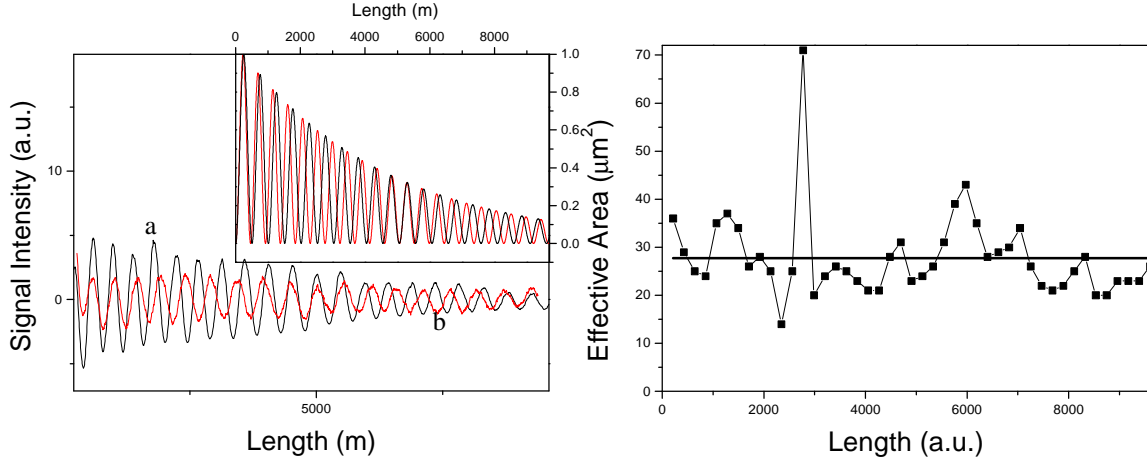 Length (m)
0 2000 4000 6000 8000
1.0
0.8
0.6
0.4
0.2
0.0
Signal Intensity (a.u.)
10
0
a
b
5000
Length (m)
Effective Area (μm²)
70
60
50
40
30
20
10
0
0 2000 4000 6000 8000
Length (a.u.)